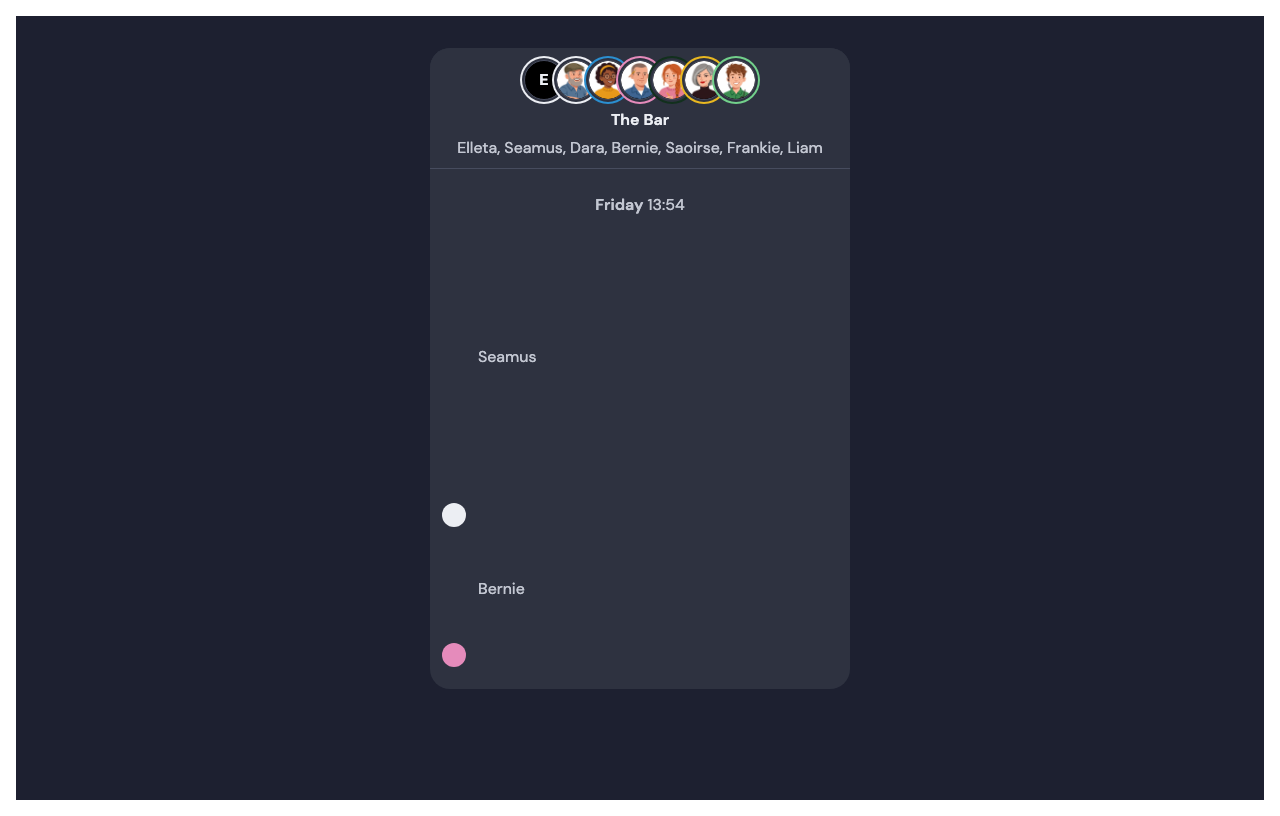 E
The Bar
Elleta, Seamus, Dara, Bernie, Saoirse, Frankie, Liam
Friday 13:54
Seamus
Bernie